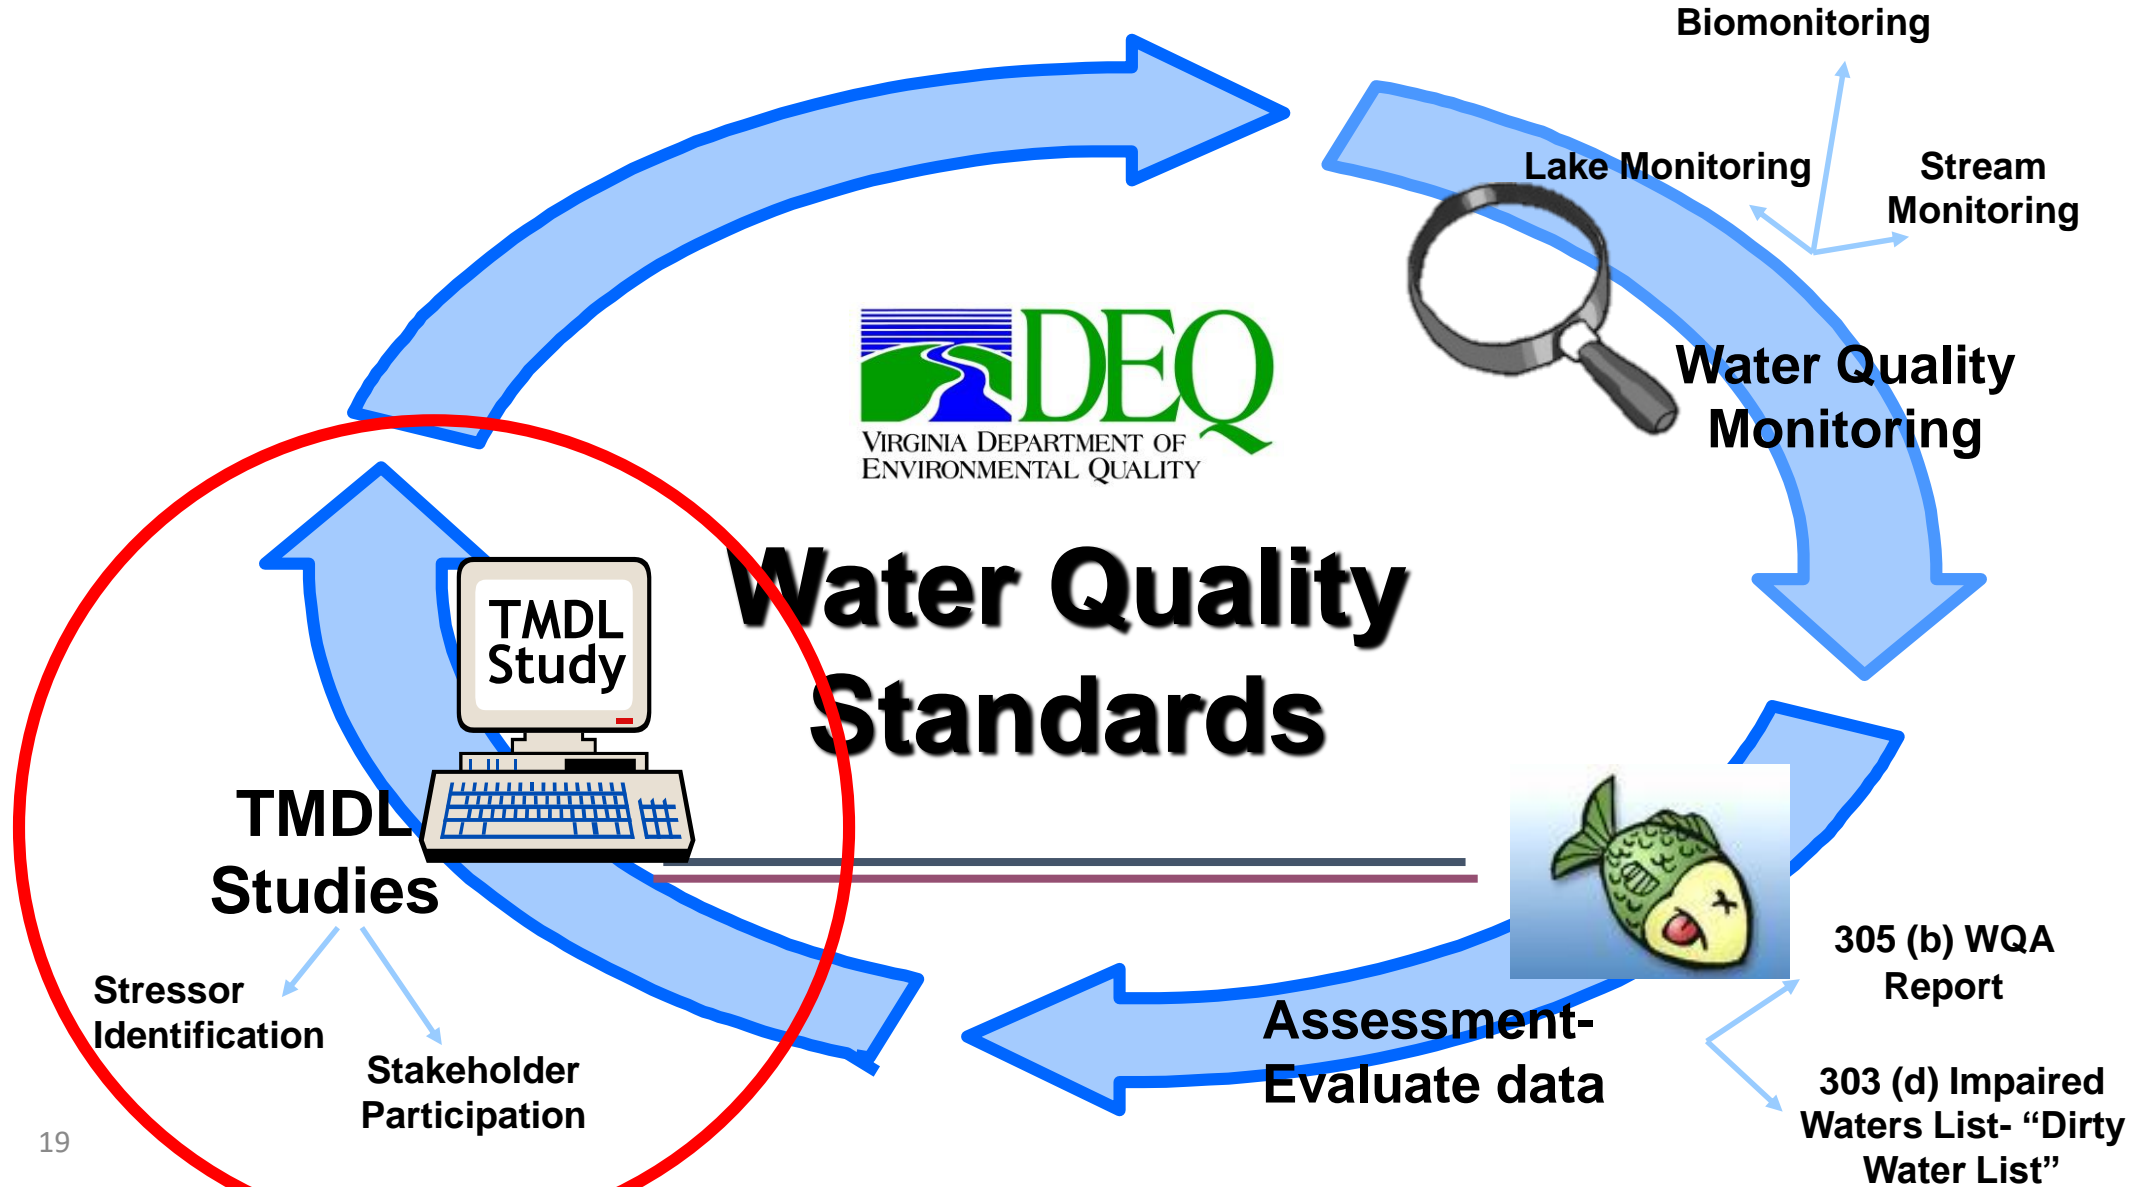 Biomonitoring
Lake Monitoring
Stream
Monitoring
Water Quality
Monitoring
DEQ
VIRGINIA DEPARTMENT OF
ENVIRONMENTAL QUALITY
Water Quality
Standards
TMDL
Study
TMDL
Studies
Stressor
Identification
Stakeholder
Participation
Assessment-
Evaluate data
305 (b) WQA
Report
303 (d) Impaired
Waters List- “Dirty
Water List”
19